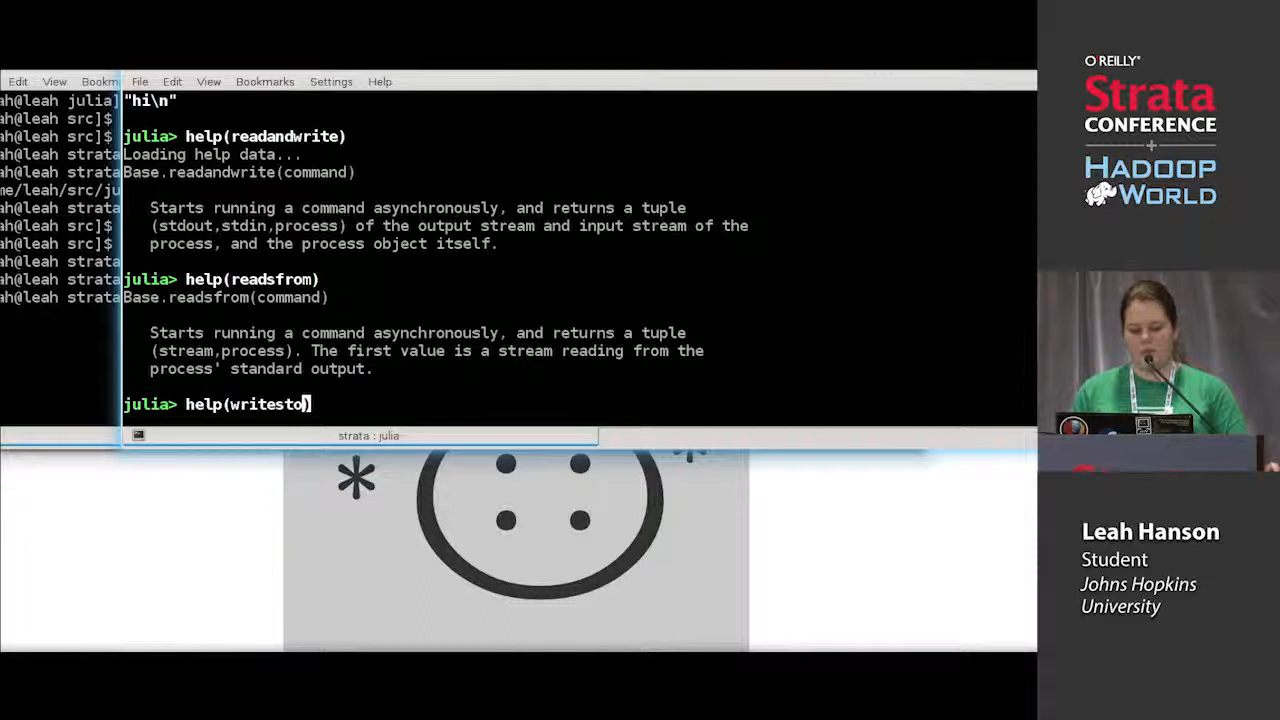 Edit View Bookm
File Edit View Bookmarks Settings Help
ah@leah julia]
"hi\n"
ah@leah src]$
ah@leah src]$
julia> help(readandwrite)
ah@leah strata
Loading help data...
ah@leah strata
Base.readandwrite(command)
me/leah/src/ju
ah@leah strata
Starts running a command asynchronously, and returns a tuple
ah@leah src]$
(stdout,stdin,process) of the output stream and input stream of the
ah@leah src]$
process, and the process object itself.
ah@leah strata
ah@leah strata
julia> help(readsfrom)
ah@leah strata
Base.readsfrom(command)
Starts running a command asynchronously, and returns a tuple
(stream,process). The first value is a stream reading from the
process' standard output.
julia> help(writesto)
strata : julia
* *
O REILLY®
Strata
CONFERENCE
+
HADOOP
WORLD
Leah Hanson
Student
Johns Hopkins
University